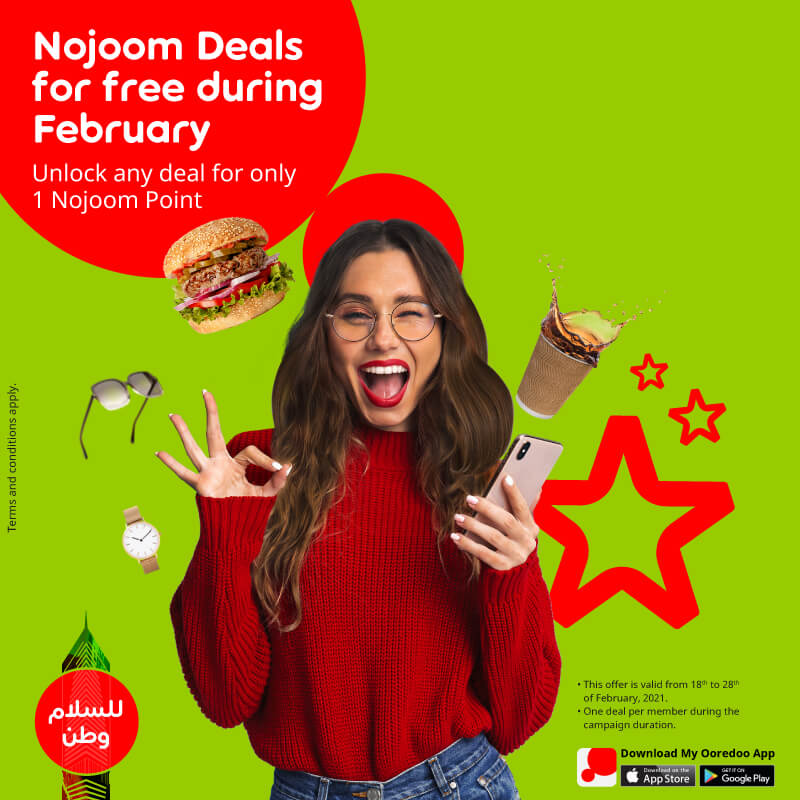 Nojoom Deals
for free during
February
Unlock any deal for only
1 Nojoom Point
Terms and conditions apply.
للسلام
وطن
• This offer is valid from 18th to 28th
of February, 2021.
• One deal per member during the
campaign duration.
Download My Ooredoo App
Download on the
App Store
GET IT ON
Google Play